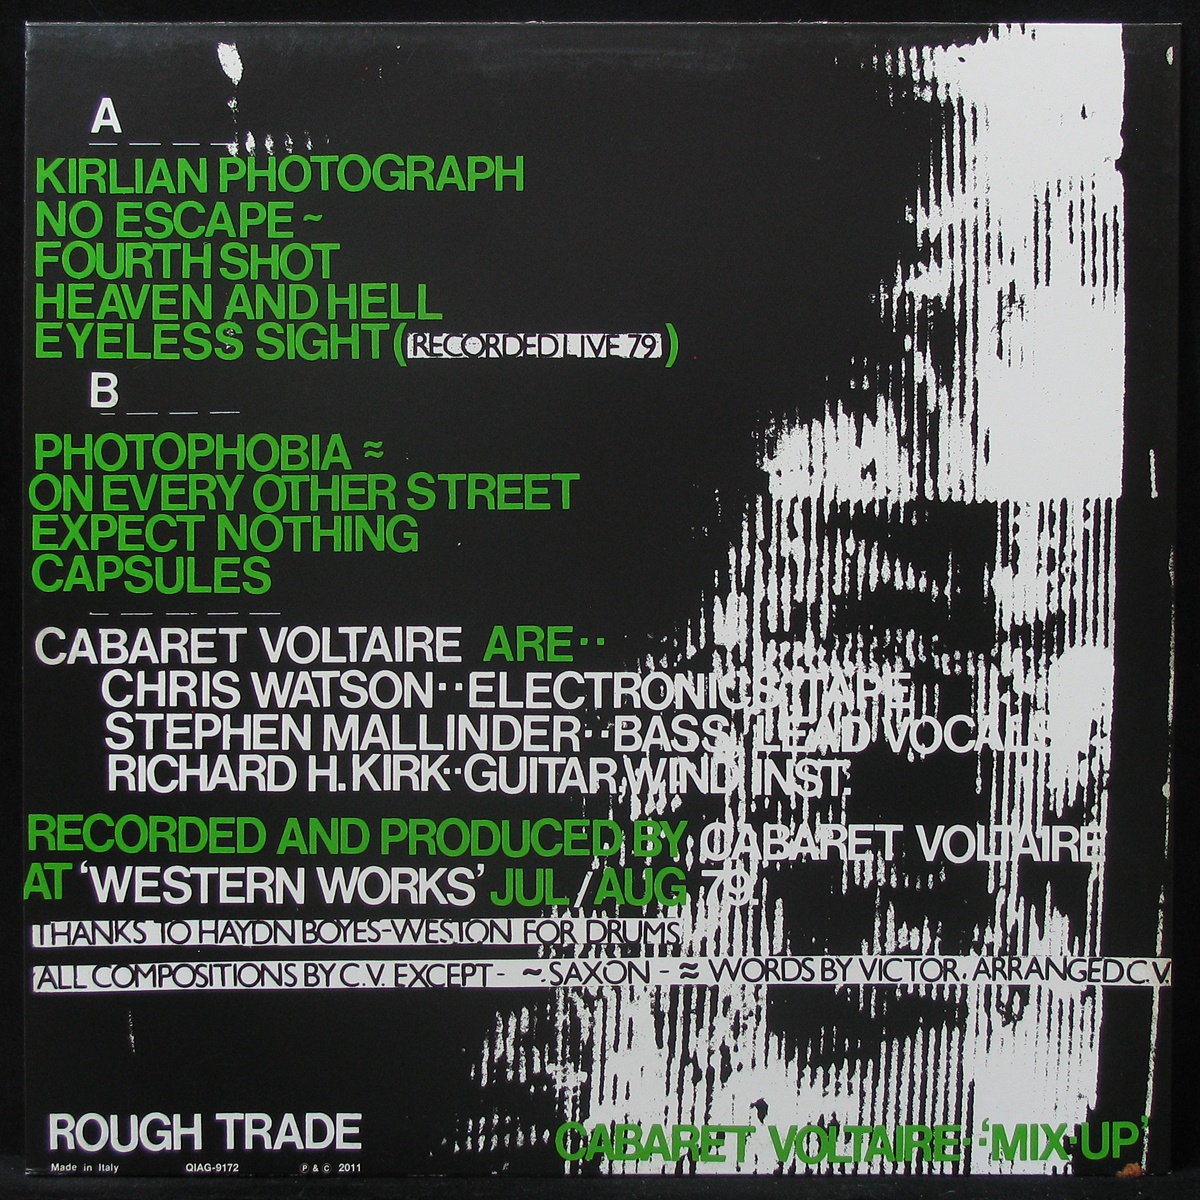 A
KIRLIAN PHOTOGRAPH
NO ESCAPE ~
FOURTH SHOT
HEAVEN AND HELL
EYELESS SIGHT (RECORDED LIVE 79)
B
PHOTOPHOBIA ≈
ON EVERY OTHER STREET
EXPECT NOTHING
CAPSULES
CABARET VOLTAIRE ARE··
CHRIS WATSON··ELECTRONICS, TAPE
STEPHEN MALLINDER··BASS, LEAD VOCALS
RICHARD H. KIRK··GUITAR, WIND INST.
RECORDED AND PRODUCED BY CABARET VOLTAIRE
AT 'WESTERN WORKS' JUL/AUG 79.
THANKS TO HAYDN BOYES-WESTON FOR DRUMS
ALL COMPOSITIONS BY C.V. EXCEPT - ~ SAXON - ≈ WORDS BY VICTOR. ARRANGED C.V.
ROUGH TRADE
CABARET VOLTAIRE··'MIX-UP'
Made in Italy QIAG-9172 P & C 2011